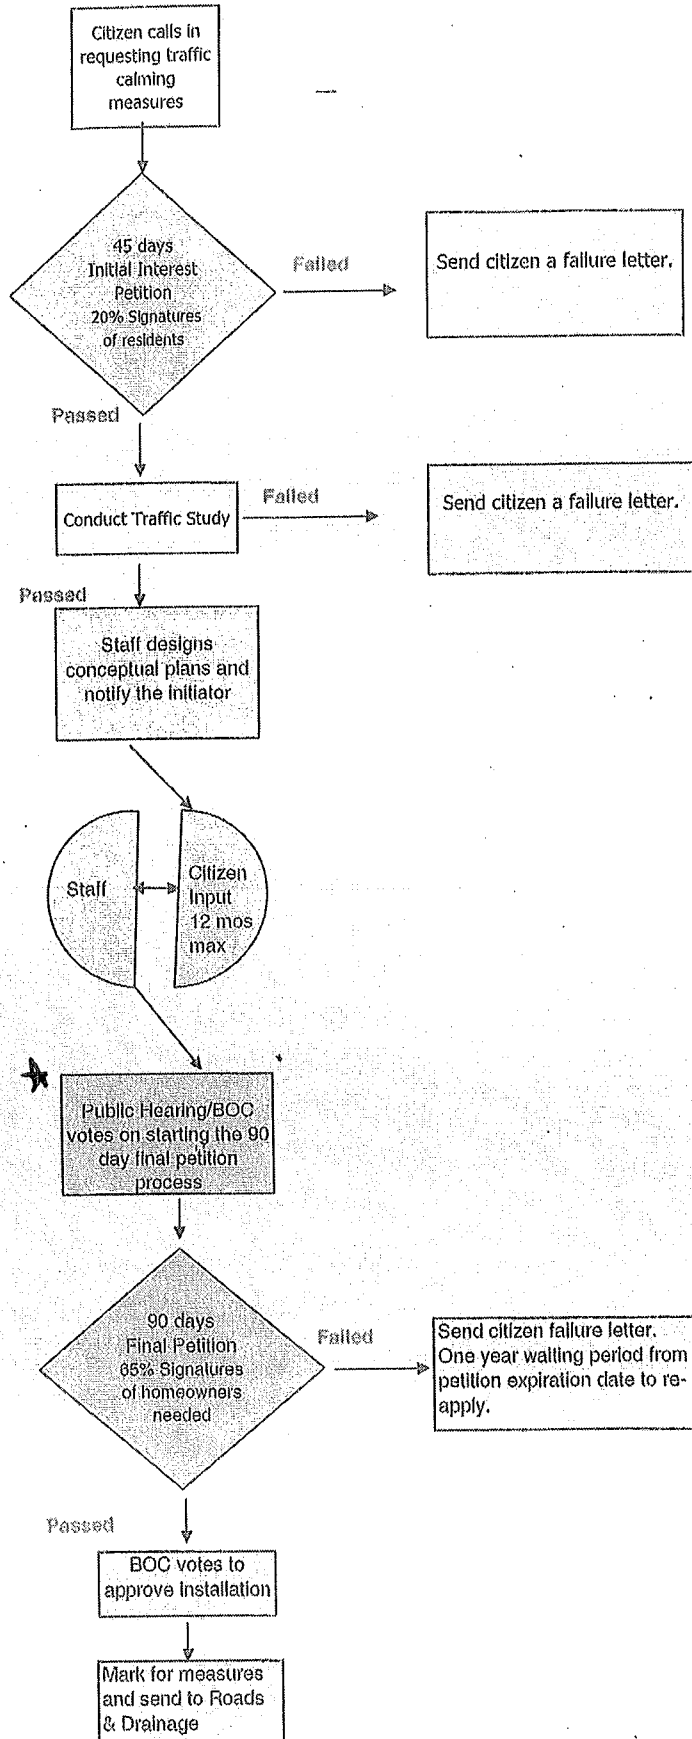 Citizen calls in
requesting traffic
calming
measures
45 days
Initial Interest
Petition
20% Signatures
of residents
Failed
Send citizen a failure letter.
Passed
Conduct Traffic Study
Failed
Send citizen a failure letter.
Passed
Staff designs
conceptual plans and
notify the initiator
Staff
Citizen
Input
12 mos
max
Public Hearing/BOC
votes on starting the 90
day final petition
process
90 days
Final Petition
65% Signatures
of homeowners
needed
Failed
Send citizen failure letter.
One year waiting period from
petition expiration date to re-
apply.
Passed
BOC votes to
approve installation
Mark for measures
and send to Roads
& Drainage